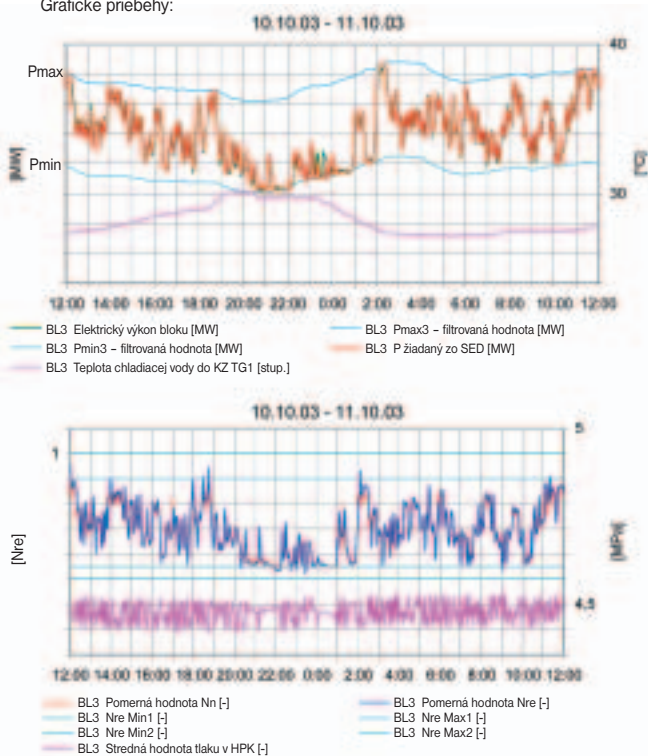 Grafické priebehy:
10.10.03 - 11.10.03
40
Pmax
Pmin
[MW]
30
12:00 14:00 16:00 18:00 20:00 22:00 0:00 2:00 4:00 6:00 8:00 10:00 12:00
BL3 Elektrický výkon bloku [MW]
BL3 Pmax3 – filtrovaná hodnota [MW]
BL3 Pmin3 – filtrovaná hodnota [MW]
BL3 P žiadaný zo SED [MW]
BL3 Teplota chladiacej vody do KZ TG1 [stup.]
10.10.03 - 11.10.03
5
1
[Nre]
[MPa]
4,5
12:00 14:00 16:00 18:00 20:00 22:00 0:00 2:00 4:00 6:00 8:00 10:00 12:00
BL3 Pomerná hodnota Nn [-]
BL3 Pomerná hodnota Nre [-]
BL3 Nre Min1 [-]
BL3 Nre Max1 [-]
BL3 Nre Min2 [-]
BL3 Nre Max2 [-]
BL3 Stredná hodnota tlaku v HPK [-]